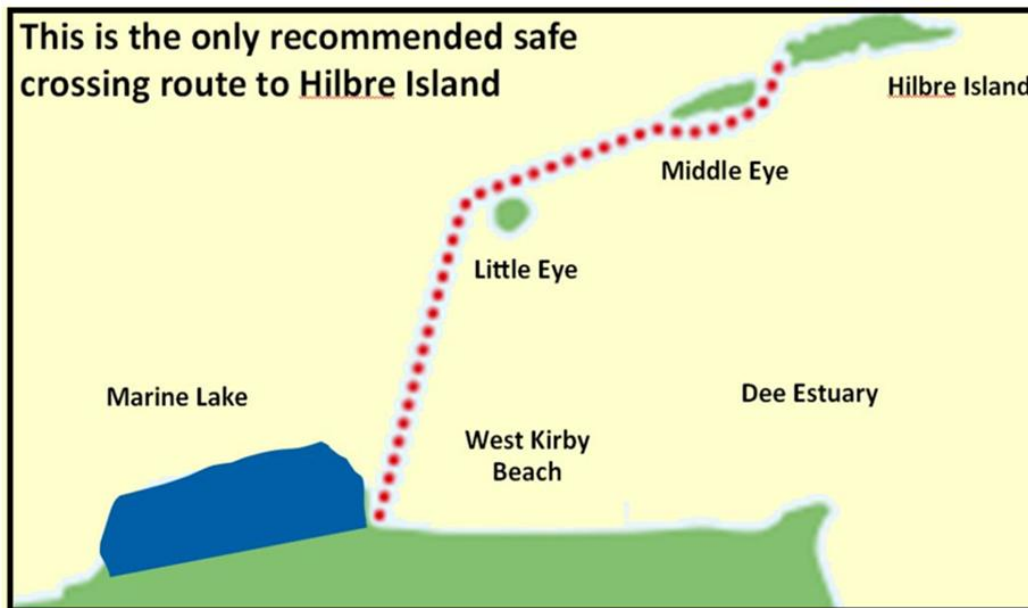 This is the only recommended safe
crossing route to Hilbre Island
Hilbre Island
Middle Eye
Little Eye
Marine Lake
Dee Estuary
West Kirby
Beach